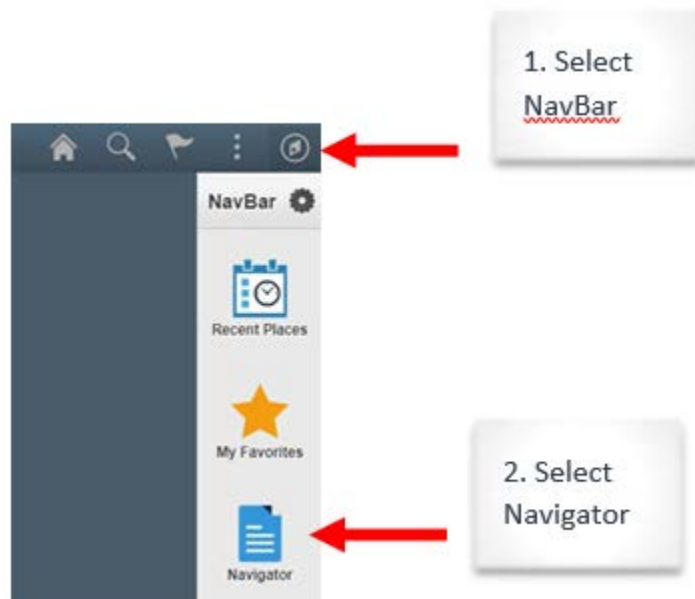 1. Select
NavBar
NavBar
Recent Places
My Favorites
2. Select
Navigator
Navigator